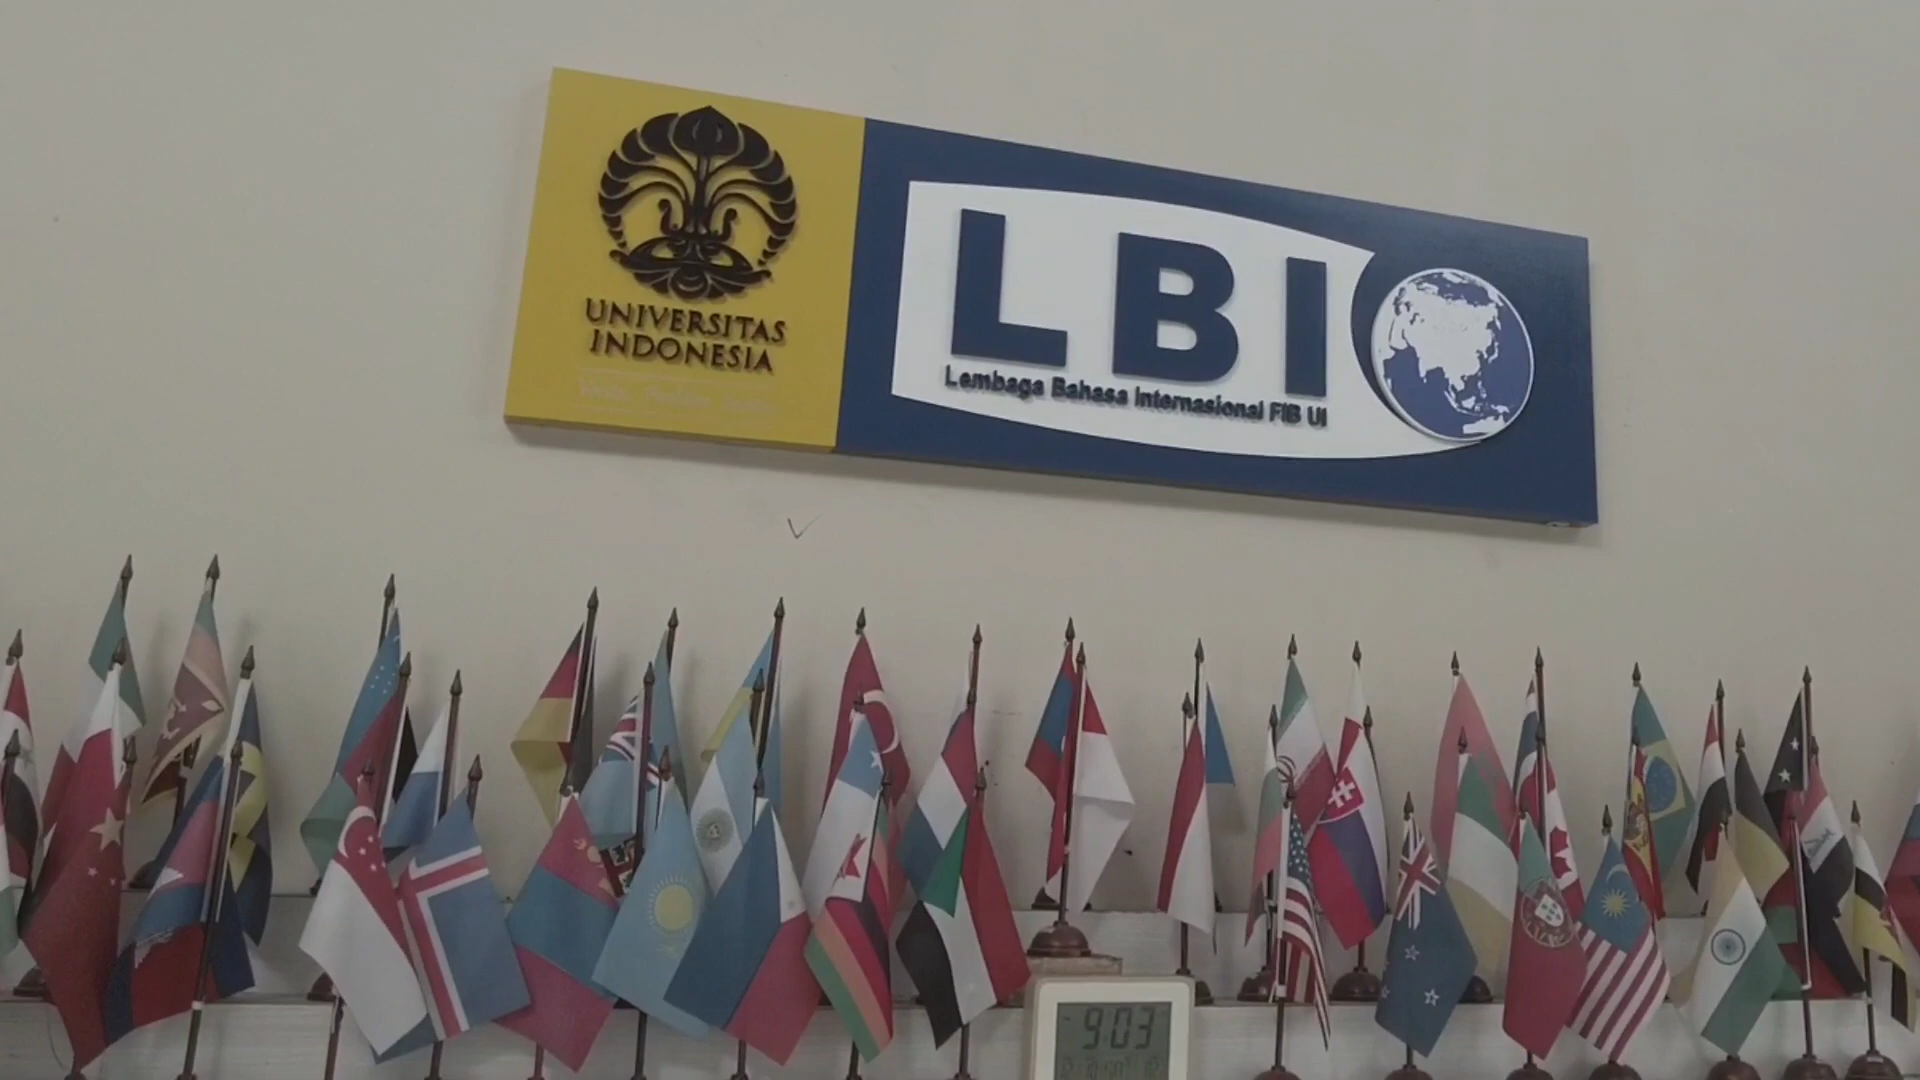 UNIVERSITAS
INDONESIA
LBI
Lembaga Bahasa Internasional FIB UI
9:03